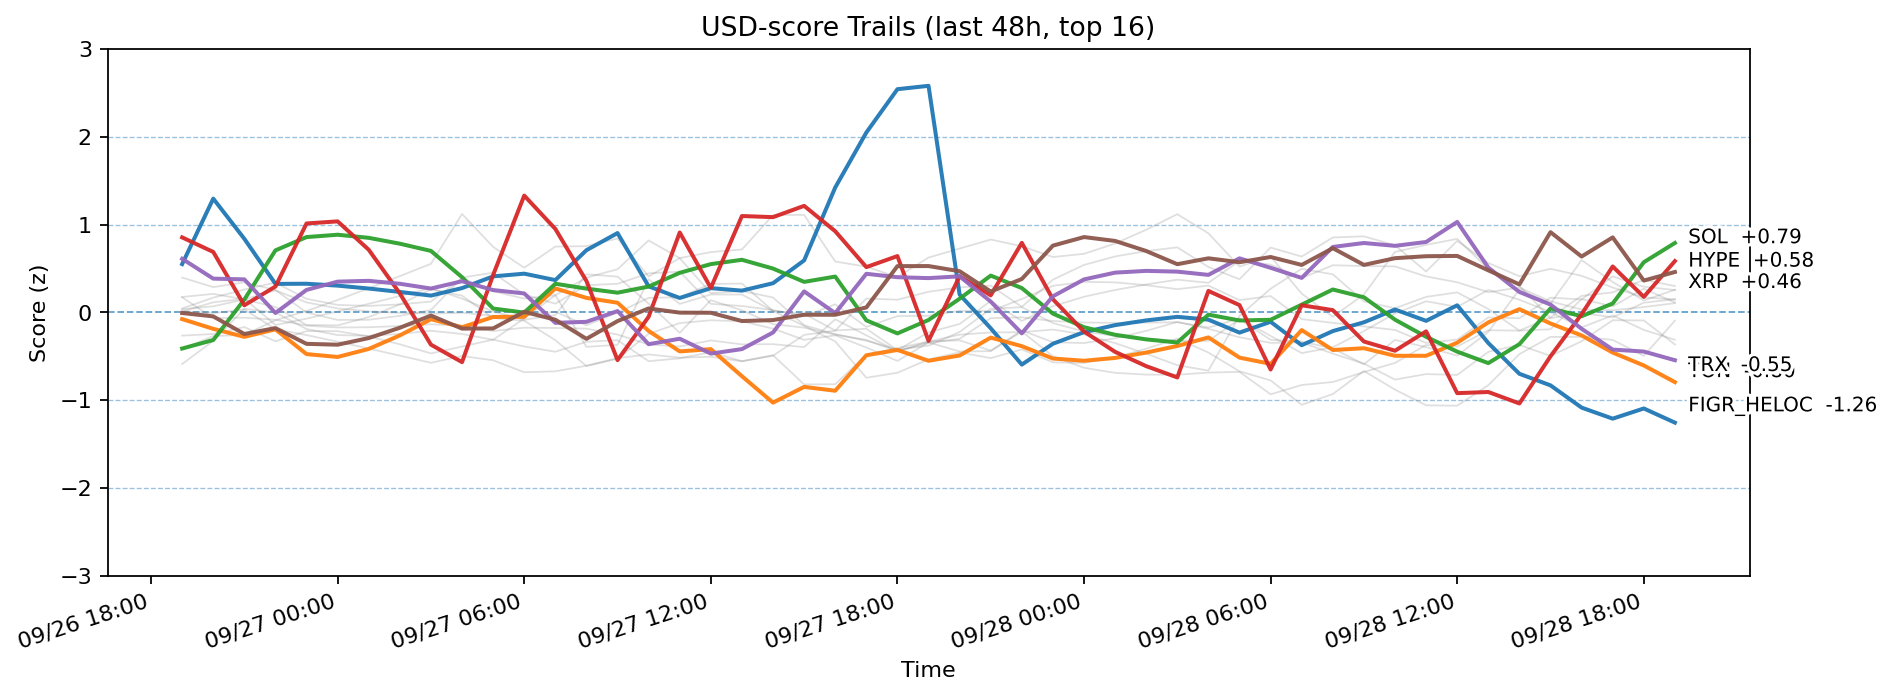 USD-score Trails (last 48h, top 16)
Score (z)
3
2
1
0
−1
−2
−3
SOL +0.79
HYPE +0.58
XRP +0.46
TRX -0.55
FIGR_HELOC -1.26
09/26 18:00
09/27 00:00
09/27 06:00
09/27 12:00
09/27 18:00
09/28 00:00
09/28 06:00
09/28 12:00
09/28 18:00
Time